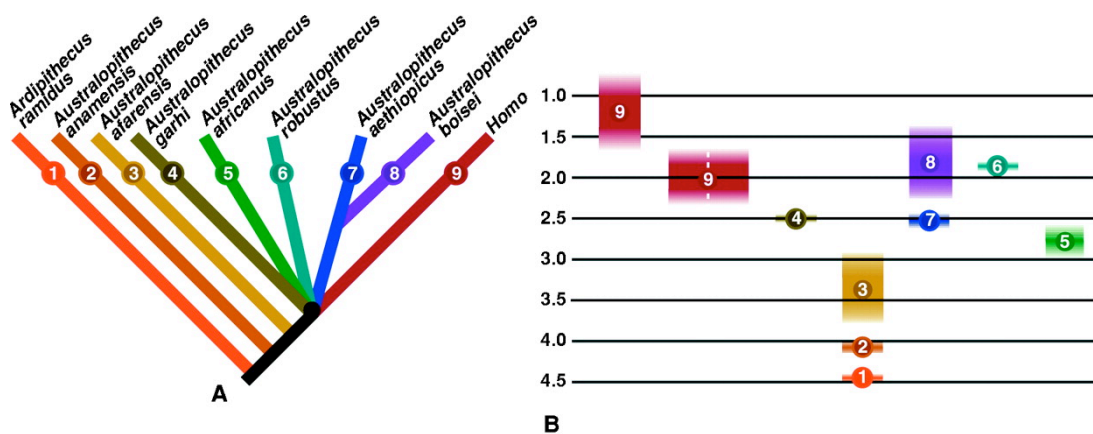 Ardipithecus
ramidus
Australopithecus
anamensis
Australopithecus
afarensis
Australopithecus
garhi
Australopithecus
africanus
Australopithecus
robustus
Australopithecus
aethiopicus
Australopithecus
boisei
Homo
1
2
3
4
5
6
7
8
9
A
1.0
9
1.5
8
6
2.0
9
2.5
4
7
5
3.0
3
3.5
4.0
2
1
4.5
B